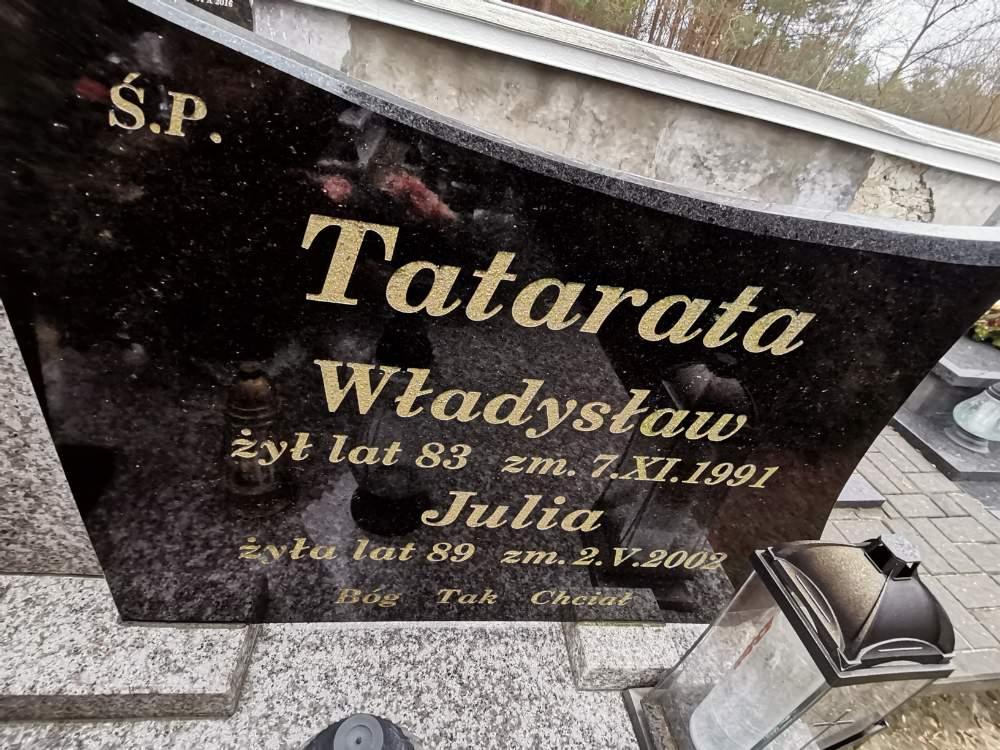 Ś.P.
Tatarata
Władysław
żył lat 83 zm. 7.XI.1991
Julia
żyła lat 89 zm. 2.V.2002
Bóg Tak Chciał
2016